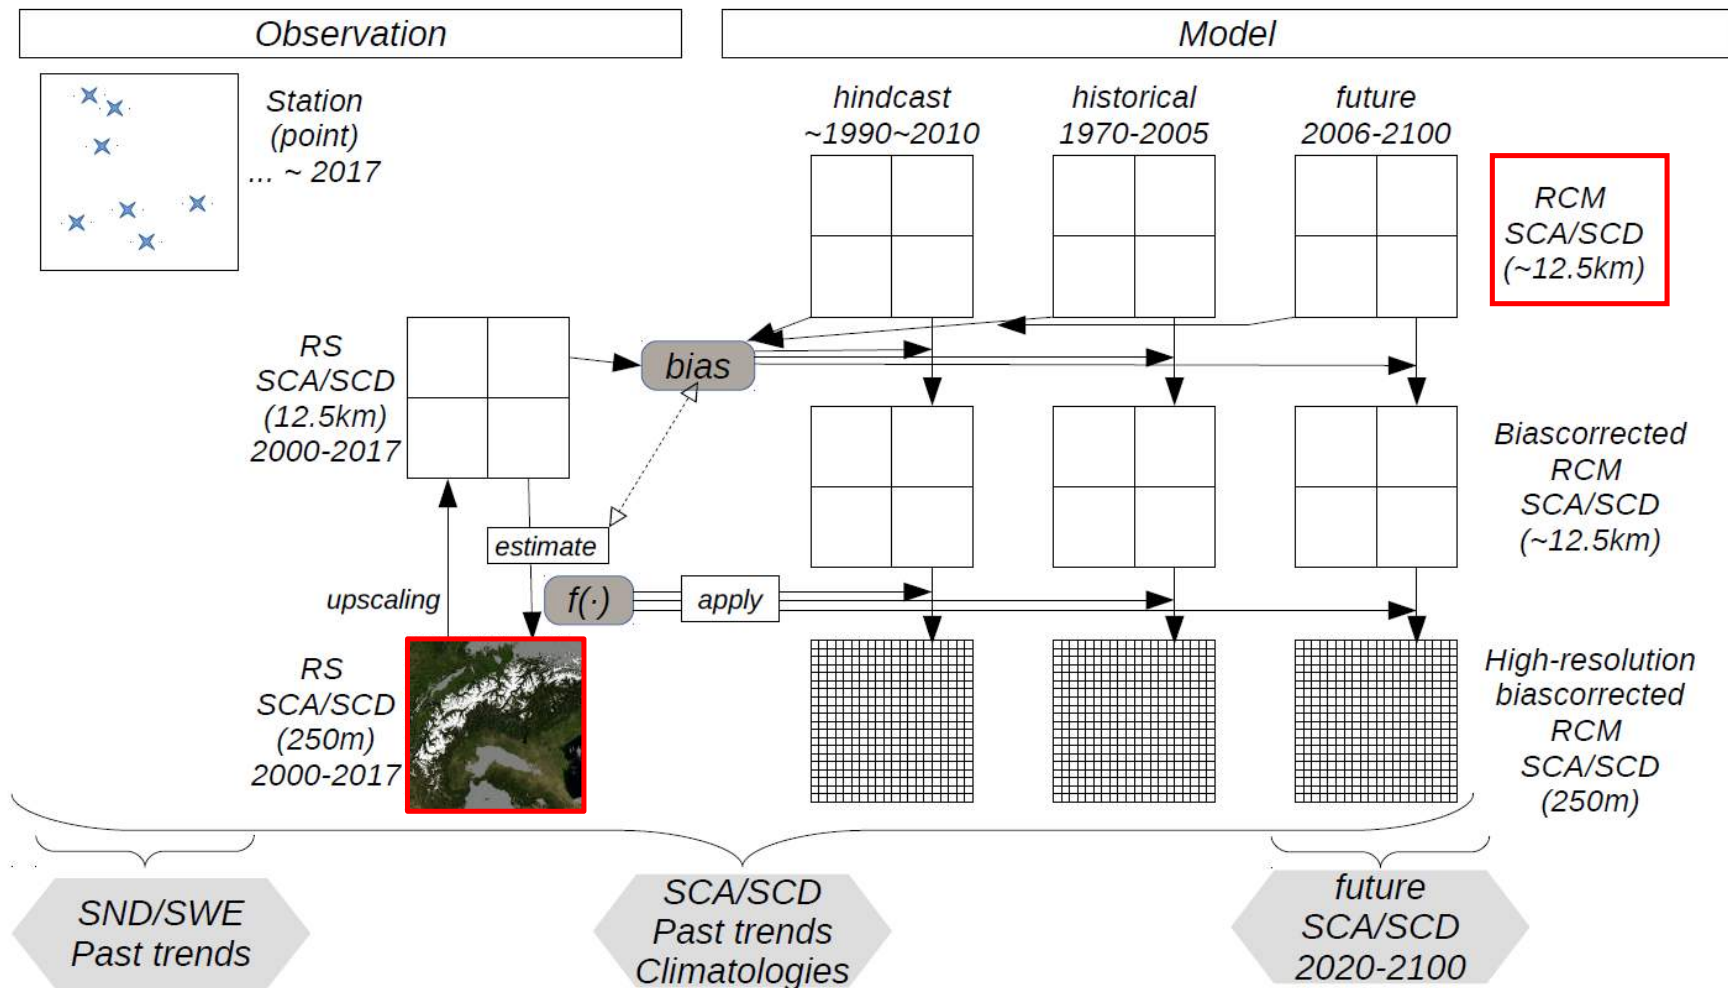 Observation
Model
Station
(point)
... ~ 2017
hindcast
~1990~2010
historical
1970-2005
future
2006-2100
RCM
SCA/SCD
(~12.5km)
RS
SCA/SCD
(12.5km)
2000-2017
bias
Biascorrected
RCM
SCA/SCD
(~12.5km)
estimate
upscaling
f(·)
apply
RS
SCA/SCD
(250m)
2000-2017
High-resolution
biascorrected
RCM
SCA/SCD
(250m)
SND/SWE
Past trends
SCA/SCD
Past trends
Climatologies
future
SCA/SCD
2020-2100